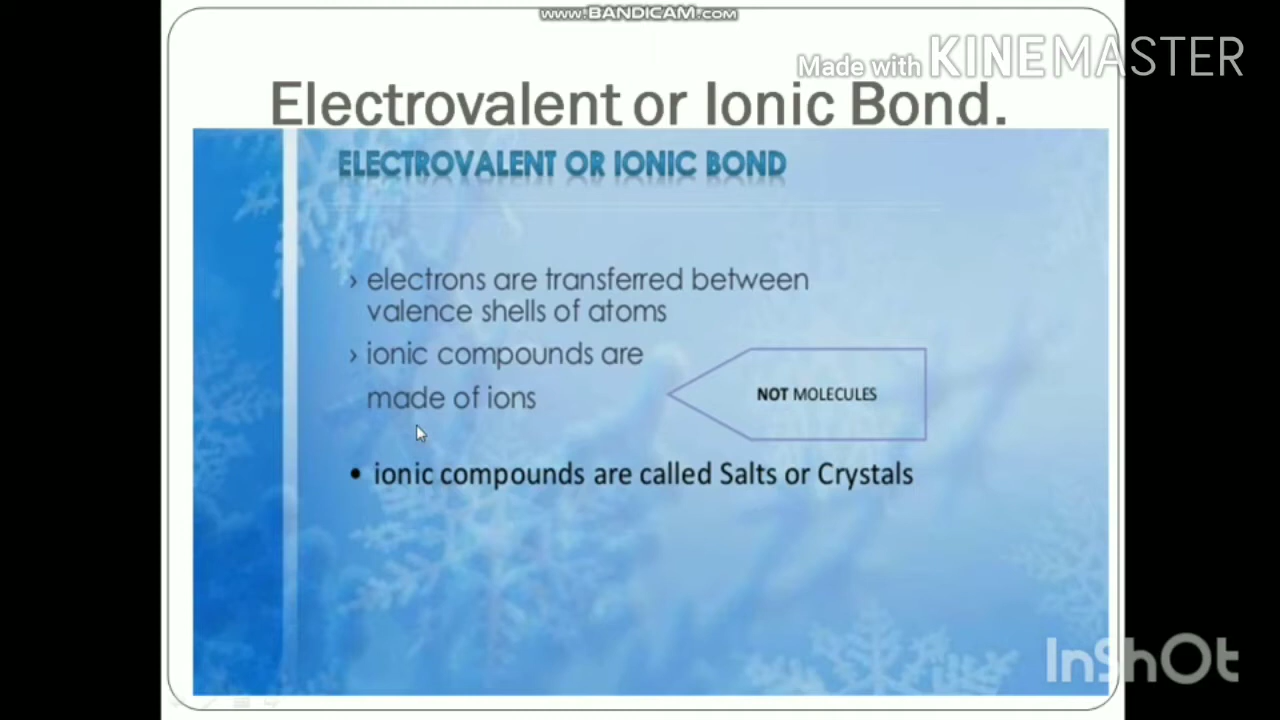 www.BANDICAM.com
Made with KINEMASTER
Electrovalent or Ionic Bond.
ELECTROVALENT OR IONIC BOND
› electrons are transferred between
valence shells of atoms
› ionic compounds are
made of ions
NOT MOLECULES
• ionic compounds are called Salts or Crystals
InShOt